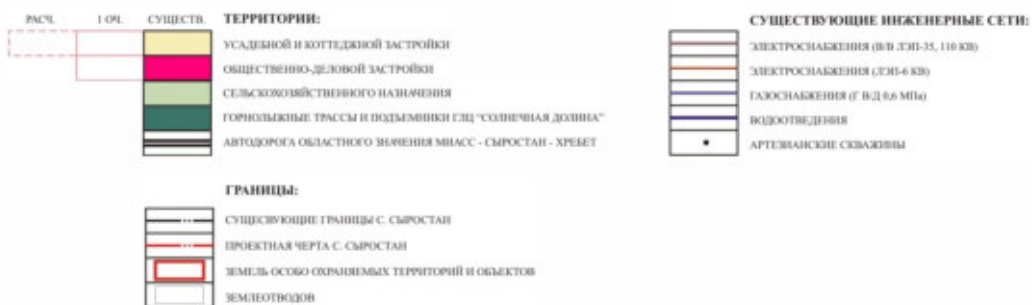 РАСЧ. 1 ОЧ. СУЩЕСТВ. ТЕРРИТОРИИ:
УСАДЕБНОЙ И КОТТЕДЖНОЙ ЗАСТРОЙКИ
ОБЩЕСТВЕННО-ДЕЛОВОЙ ЗАСТРОЙКИ
СЕЛЬСКОХОЗЯЙСТВЕННОГО НАЗНАЧЕНИЯ
ГОРНОЛЫЖНЫЕ ТРАССЫ И ПОДЪЕМНИКИ ГЛЦ "СОЛНЕЧНАЯ ДОЛИНА"
АВТОДОРОГА ОБЛАСТНОГО ЗНАЧЕНИЯ МИАСС - СЫРОСТАН - ХРЕБЕТ
ГРАНИЦЫ:
СУЩЕСВУЮЩИЕ ГРАНИЦЫ С. СЫРОСТАН
ПРОЕКТНАЯ ЧЕРТА С. СЫРОСТАН
ЗЕМЕЛЬ ОСОБО ОХРАНЯЕМЫХ ТЕРРИТОРИЙ И ОБЪЕКТОВ
ЗЕМЛЕОТВОДОВ
СУЩЕСТВУЮЩИЕ ИНЖЕНЕРНЫЕ СЕТИ:
ЭЛЕКТРОСНАБЖЕНИЯ (В/В ЛЭП-35, 110 КВ)
ЭЛЕКТРОСНАБЖЕНИЯ (ЛЭП-6 КВ)
ГАЗОСНАБЖЕНИЯ (Г В/Д 0,6 МПа)
ВОДООТВЕДЕНИЯ
АРТЕЗИАНСКИЕ СКВАЖИНЫ